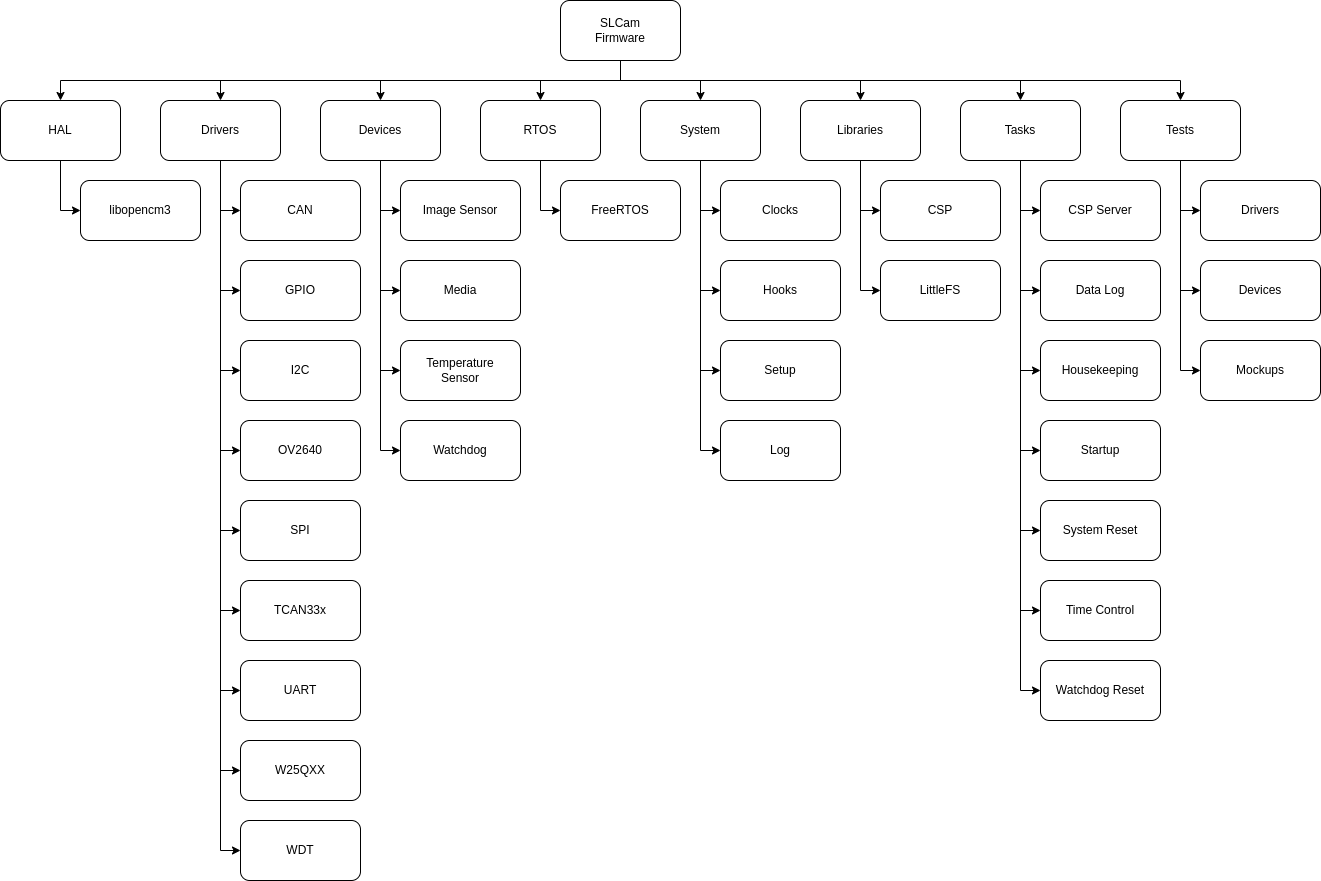 SLCam
Firmware
HAL
Drivers
Devices
RTOS
System
Libraries
Tasks
Tests
libopencm3
CAN
GPIO
I2C
OV2640
SPI
TCAN33x
UART
W25QXX
WDT
Image Sensor
Media
Temperature
Sensor
Watchdog
FreeRTOS
Clocks
Hooks
Setup
Log
CSP
LittleFS
CSP Server
Data Log
Housekeeping
Startup
System Reset
Time Control
Watchdog Reset
Drivers
Devices
Mockups